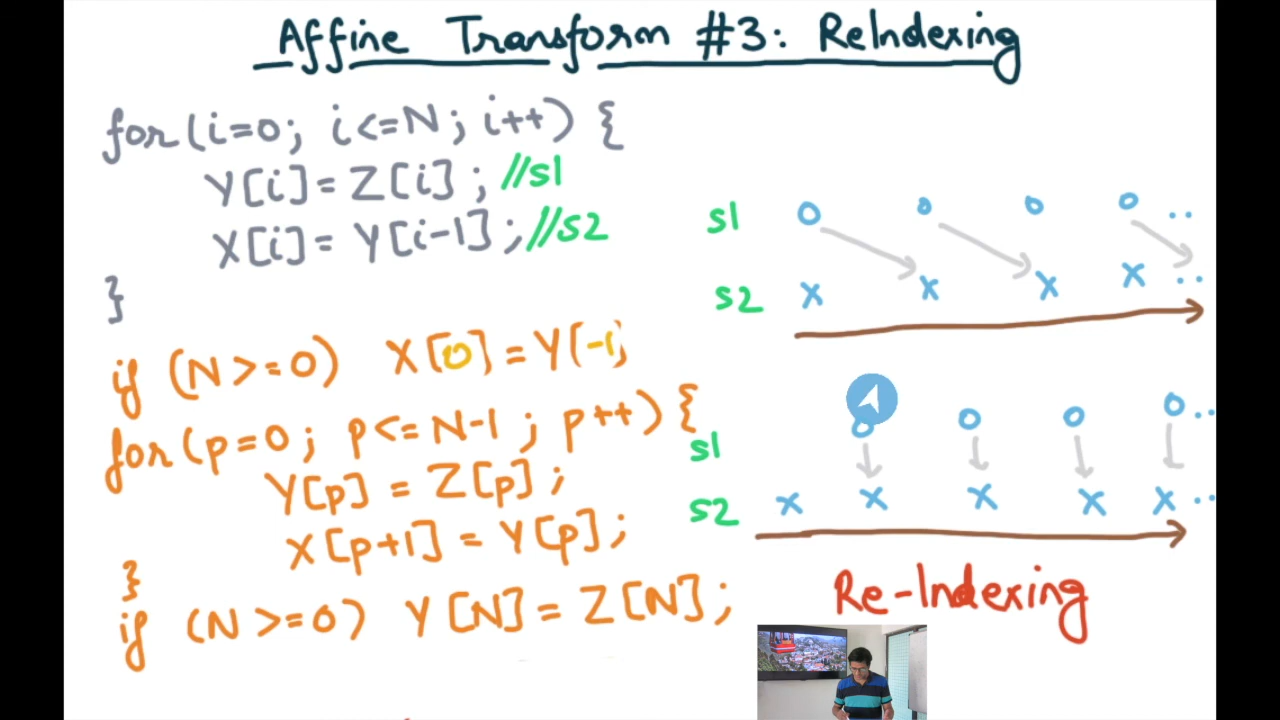 Affine Transform #3: ReIndexing
for(i=0; i<=N; i++) {
Y[i]=Z[i]; //s1
X[i]= Y[i-1]; //s2
}
if (N>=0) X[0]=Y[-1;
for(p=0; p<=N-1; p++) {
Y[p] = Z[p];
X[p+1] = Y[p];
}
if (N>=0) Y[N]=Z[N];
s1 o o o o ..
s2 x x x x ..
s1 o o o o ..
s2 x x x x x ..
Re-Indexing